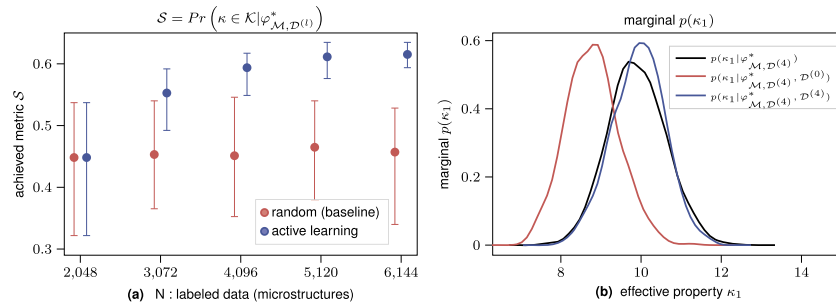 S = Pr(κ ∈ K|φ*_{M,D^(l)})
achieved metric S
0.6
0.5
0.4
0.3
random (baseline)
active learning
2,048 3,072 4,096 5,120 6,144
(a) N : labeled data (microstructures)
marginal p(κ₁)
marginal p(κ₁)
0.6
0.4
0.2
0
p(κ₁|φ*_{M,D^(4)})
p(κ₁|φ*_{M,D^(4)}, D^(0))
p(κ₁|φ*_{M,D^(4)}, D^(4))
8 10 12 14
(b) effective property κ₁